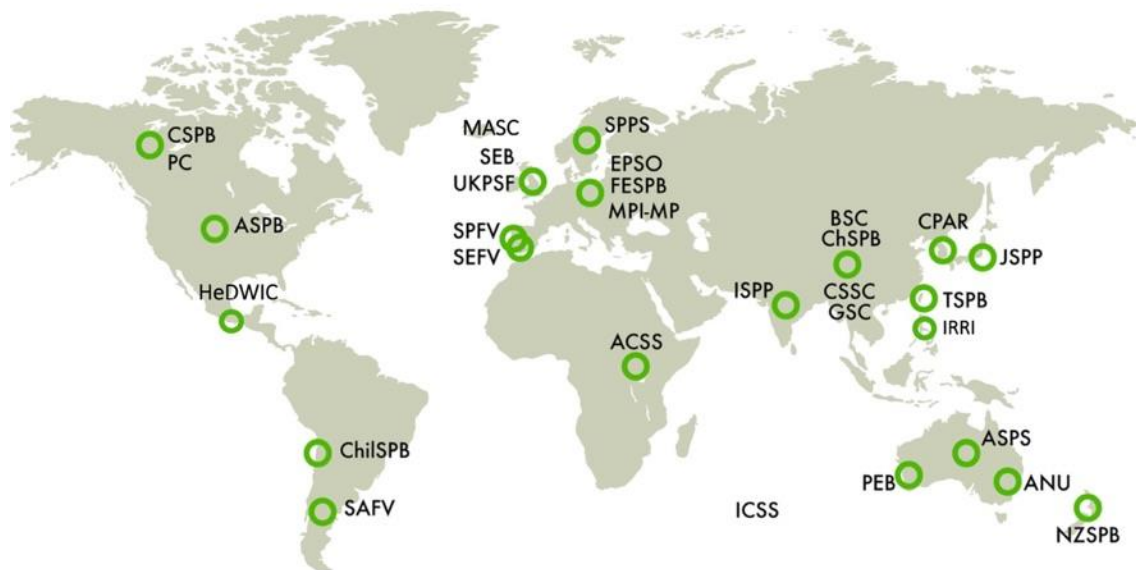 CSPB
PC
ASPB
HeDWIC
ChilSPB
SAFV
MASC
SEB
UKPSF
SPPS
EPSO
FESPB
MPI-MP
SPFV
SEFV
ACSS
ISPP
BSC
ChSPB
CSSC
GSC
CPAR
JSPP
TSPB
IRRI
ASPS
PEB
ANU
ICSS
NZSPB